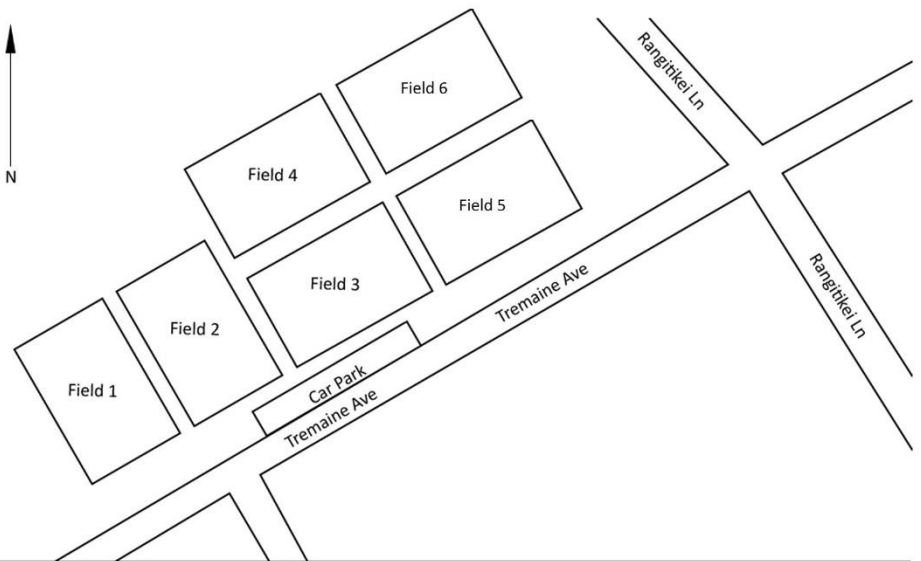 Field 6
Rangitikei Ln
Field 4
N
Field 5
Field 3
Tremaine Ave
Rangitikei Ln
Field 2
Field 1
Car Park
Tremaine Ave